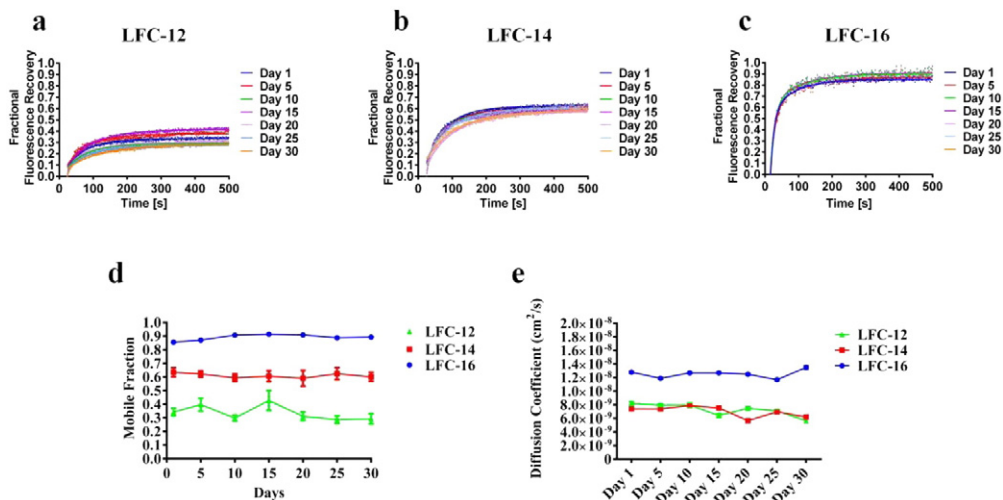 a
LFC-12
Fractional
Fluorescence Recovery
1.0
0.9
0.8
0.7
0.6
0.5
0.4
0.3
0.2
0.1
0.0
0 100 200 300 400 500
Time [s]
Day 1
Day 5
Day 10
Day 15
Day 20
Day 25
Day 30
b
LFC-14
Fractional
Fluorescence Recovery
1.0
0.9
0.8
0.7
0.6
0.5
0.4
0.3
0.2
0.1
0.0
0 100 200 300 400 500
Time [s]
Day 1
Day 5
Day 10
Day 15
Day 20
Day 25
Day 30
c
LFC-16
Fractional
Fluorescence Recovery
1.0
0.9
0.8
0.7
0.6
0.5
0.4
0.3
0.2
0.1
0.0
0 100 200 300 400 500
Time [s]
Day 1
Day 5
Day 10
Day 15
Day 20
Day 25
Day 30
d
Mobile Fraction
1.0
0.9
0.8
0.7
0.6
0.5
0.4
0.3
0.2
0.1
0.0
0 5 10 15 20 25 30
Days
LFC-12
LFC-14
LFC-16
e
Diffusion Coefficient (cm²/s)
2.0×10⁻⁸
1.8×10⁻⁸
1.6×10⁻⁸
1.4×10⁻⁸
1.2×10⁻⁸
1.0×10⁻⁸
8.0×10⁻⁹
6.0×10⁻⁹
4.0×10⁻⁹
2.0×10⁻⁹
0
Day 1 Day 5 Day 10 Day 15 Day 20 Day 25 Day 30
LFC-12
LFC-14
LFC-16